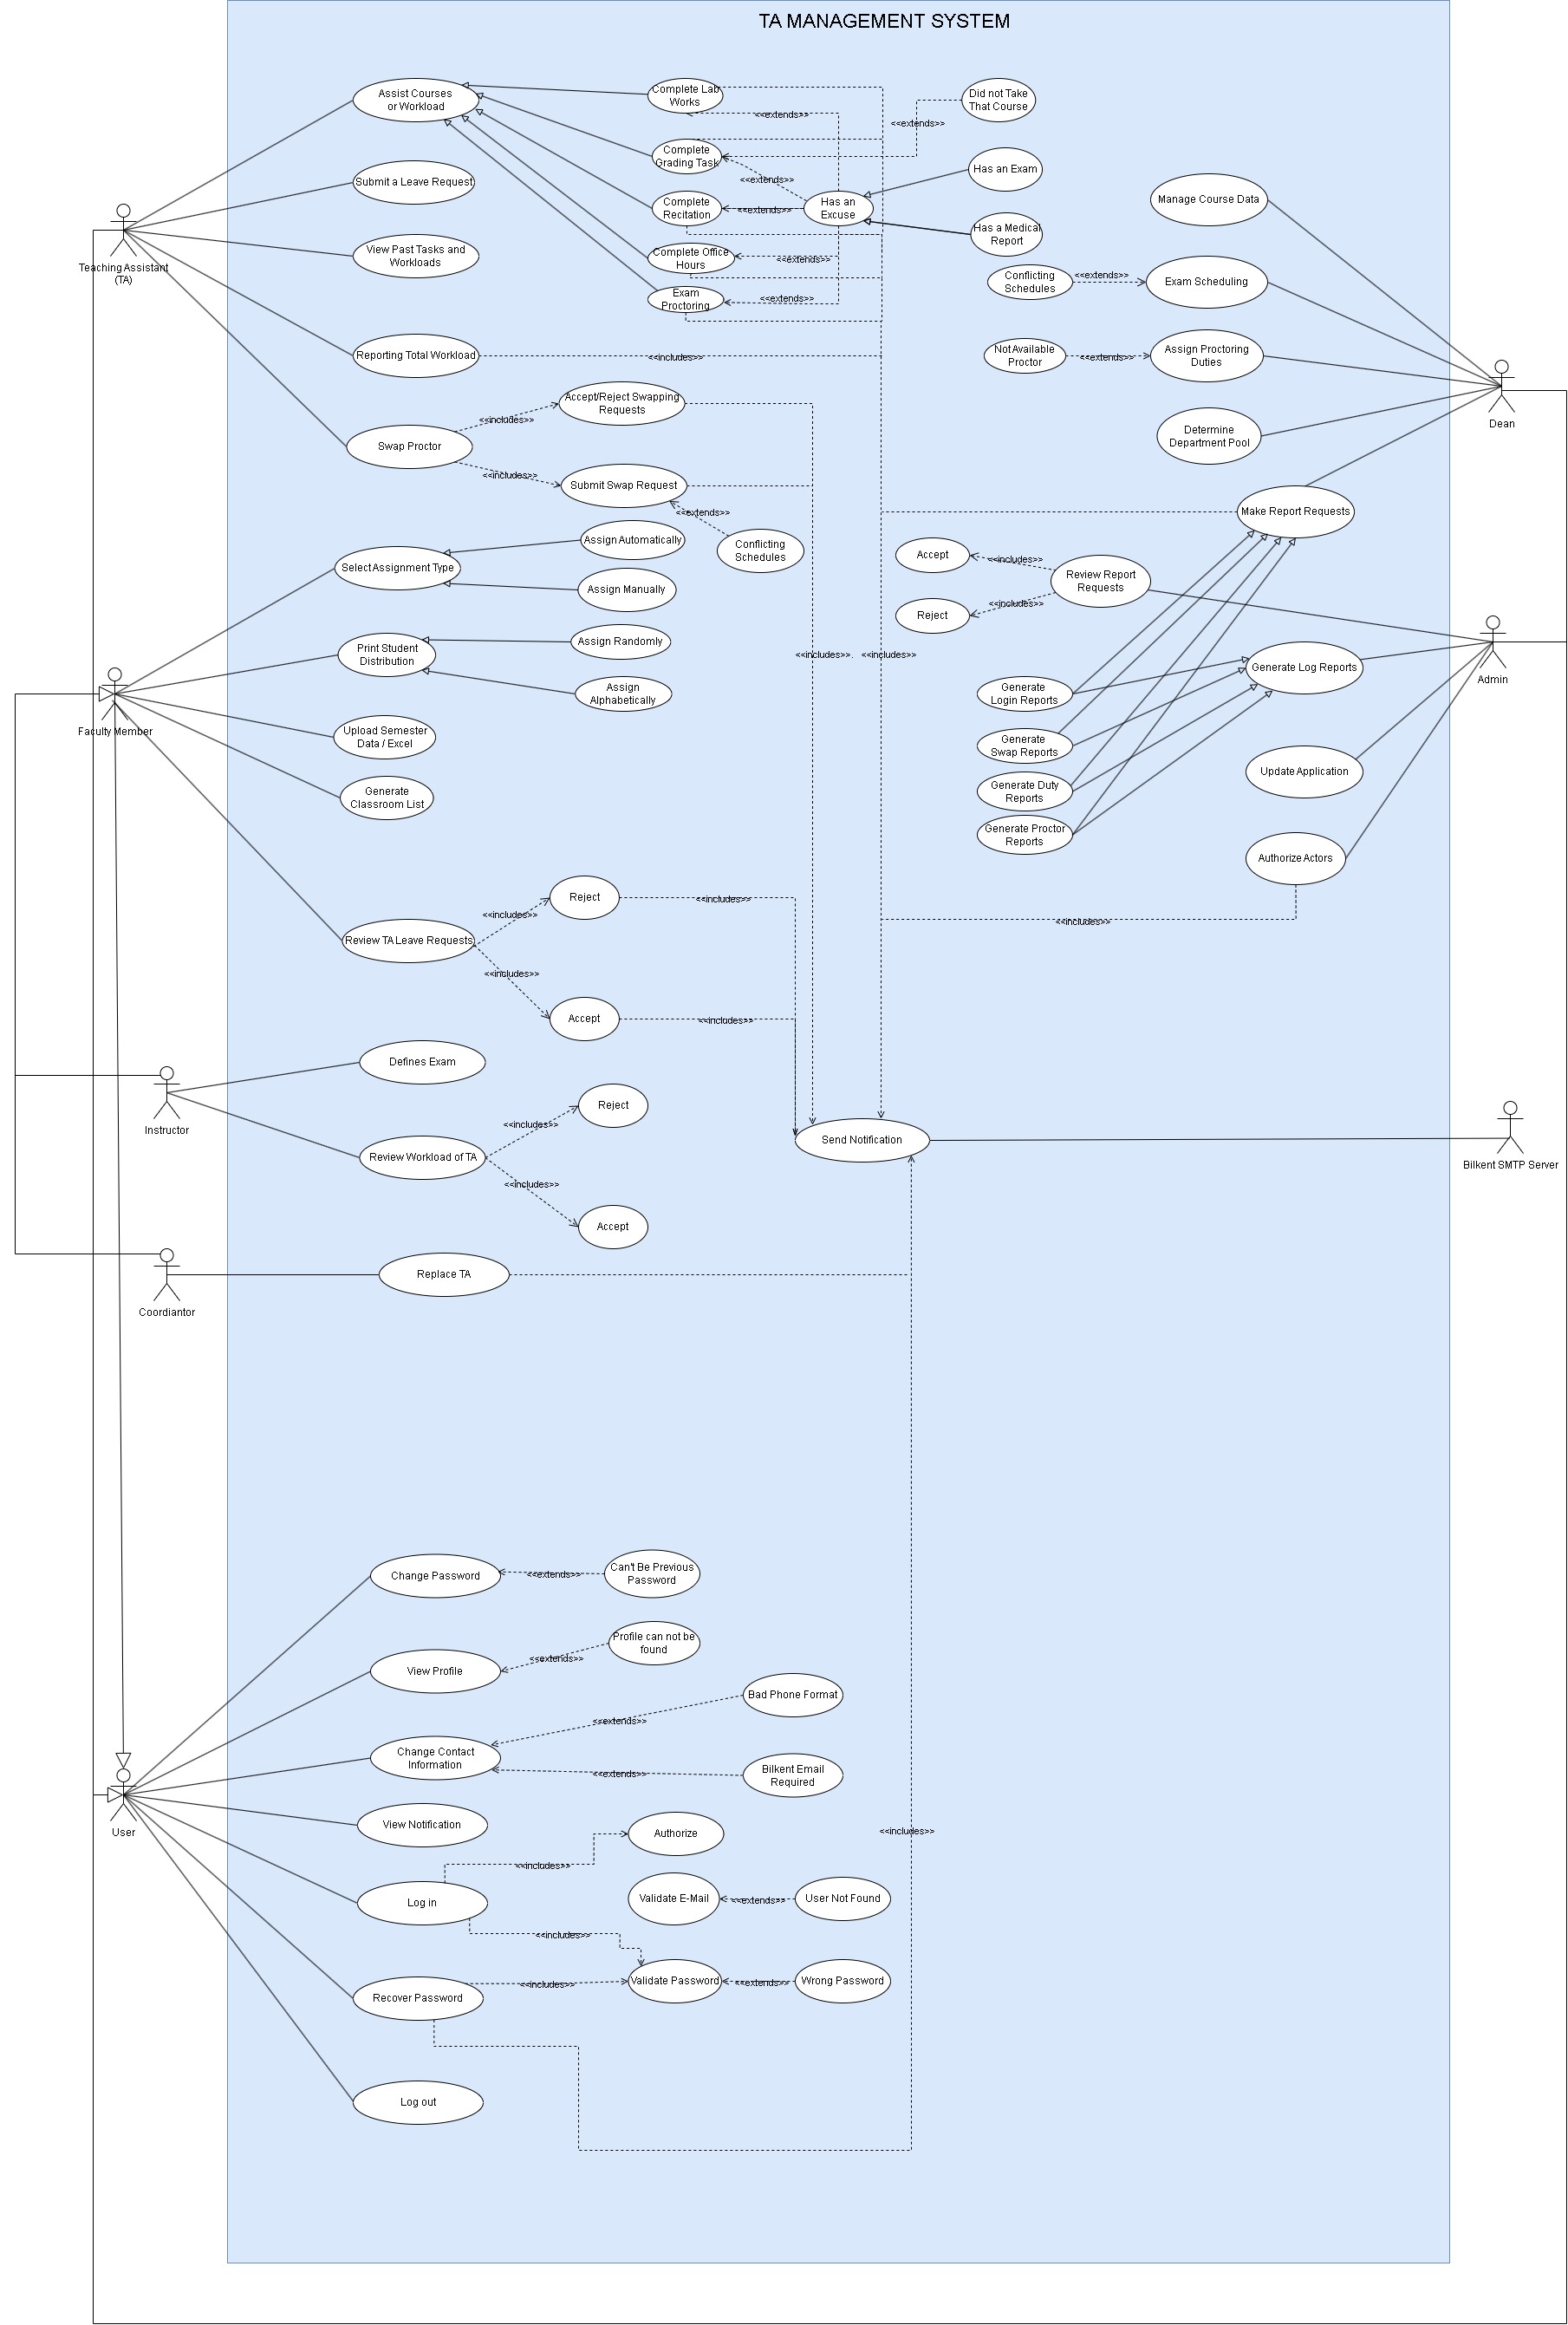 TA MANAGEMENT SYSTEM
Assist Courses
or Workload
Complete Lab
Works
Did not Take
That Course
<<extends>>
<<extends>>
Complete
Grading Task
Has an Exam
<<extends>>
Submit a Leave Request
Complete
Recitation
<<extends>>
Has an
Excuse
Manage Course Data
Has a Medical
Report
View Past Tasks and
Workloads
Complete Office
Hours
<<extends>>
Teaching Assistant
(TA)
Conflicting
Schedules
<<extends>>
Exam Scheduling
Exam
Proctoring
<<extends>>
Reporting Total Workload
<<includes>>
Not Available
Proctor
<<extends>>
Assign Proctoring
Duties
Accept/Reject Swapping
Requests
<<includes>>
Dean
Swap Proctor
Determine
Department Pool
<<includes>>
Submit Swap Request
<<extends>>
Make Report Requests
Assign Automatically
Conflicting
Schedules
Accept
<<includes>>
Select Assignment Type
Review Report
Requests
Assign Manually
<<includes>>
Reject
Assign Randomly
Print Student
Distribution
<<includes>>.
<<includes>>
Generate Log Reports
Admin
Assign
Alphabetically
Generate
Login Reports
Faculty Member
Upload Semester
Data / Excel
Generate
Swap Reports
Update Application
Generate
Classroom List
Generate Duty
Reports
Generate Proctor
Reports
Authorize Actors
Reject
<<includes>>
<<includes>>
<<includes>>
Review TA Leave Requests
<<includes>>
Accept
<<includes>>
Defines Exam
Reject
<<includes>>
Instructor
Send Notification
Review Workload of TA
Bilkent SMTP Server
<<includes>>
Accept
Replace TA
Coordiantor
Change Password
<<extends>>
Can't Be Previous
Password
Profile can not be
found
<<extends>>
View Profile
Bad Phone Format
<<extends>>
Change Contact
Information
<<extends>>
Bilkent Email
Required
View Notification
User
Authorize
<<includes>>
<<includes>>
Log in
Validate E-Mail
<<extends>>
User Not Found
<<includes>>
Recover Password
<<includes>>
Validate Password
<<extends>>
Wrong Password
Log out